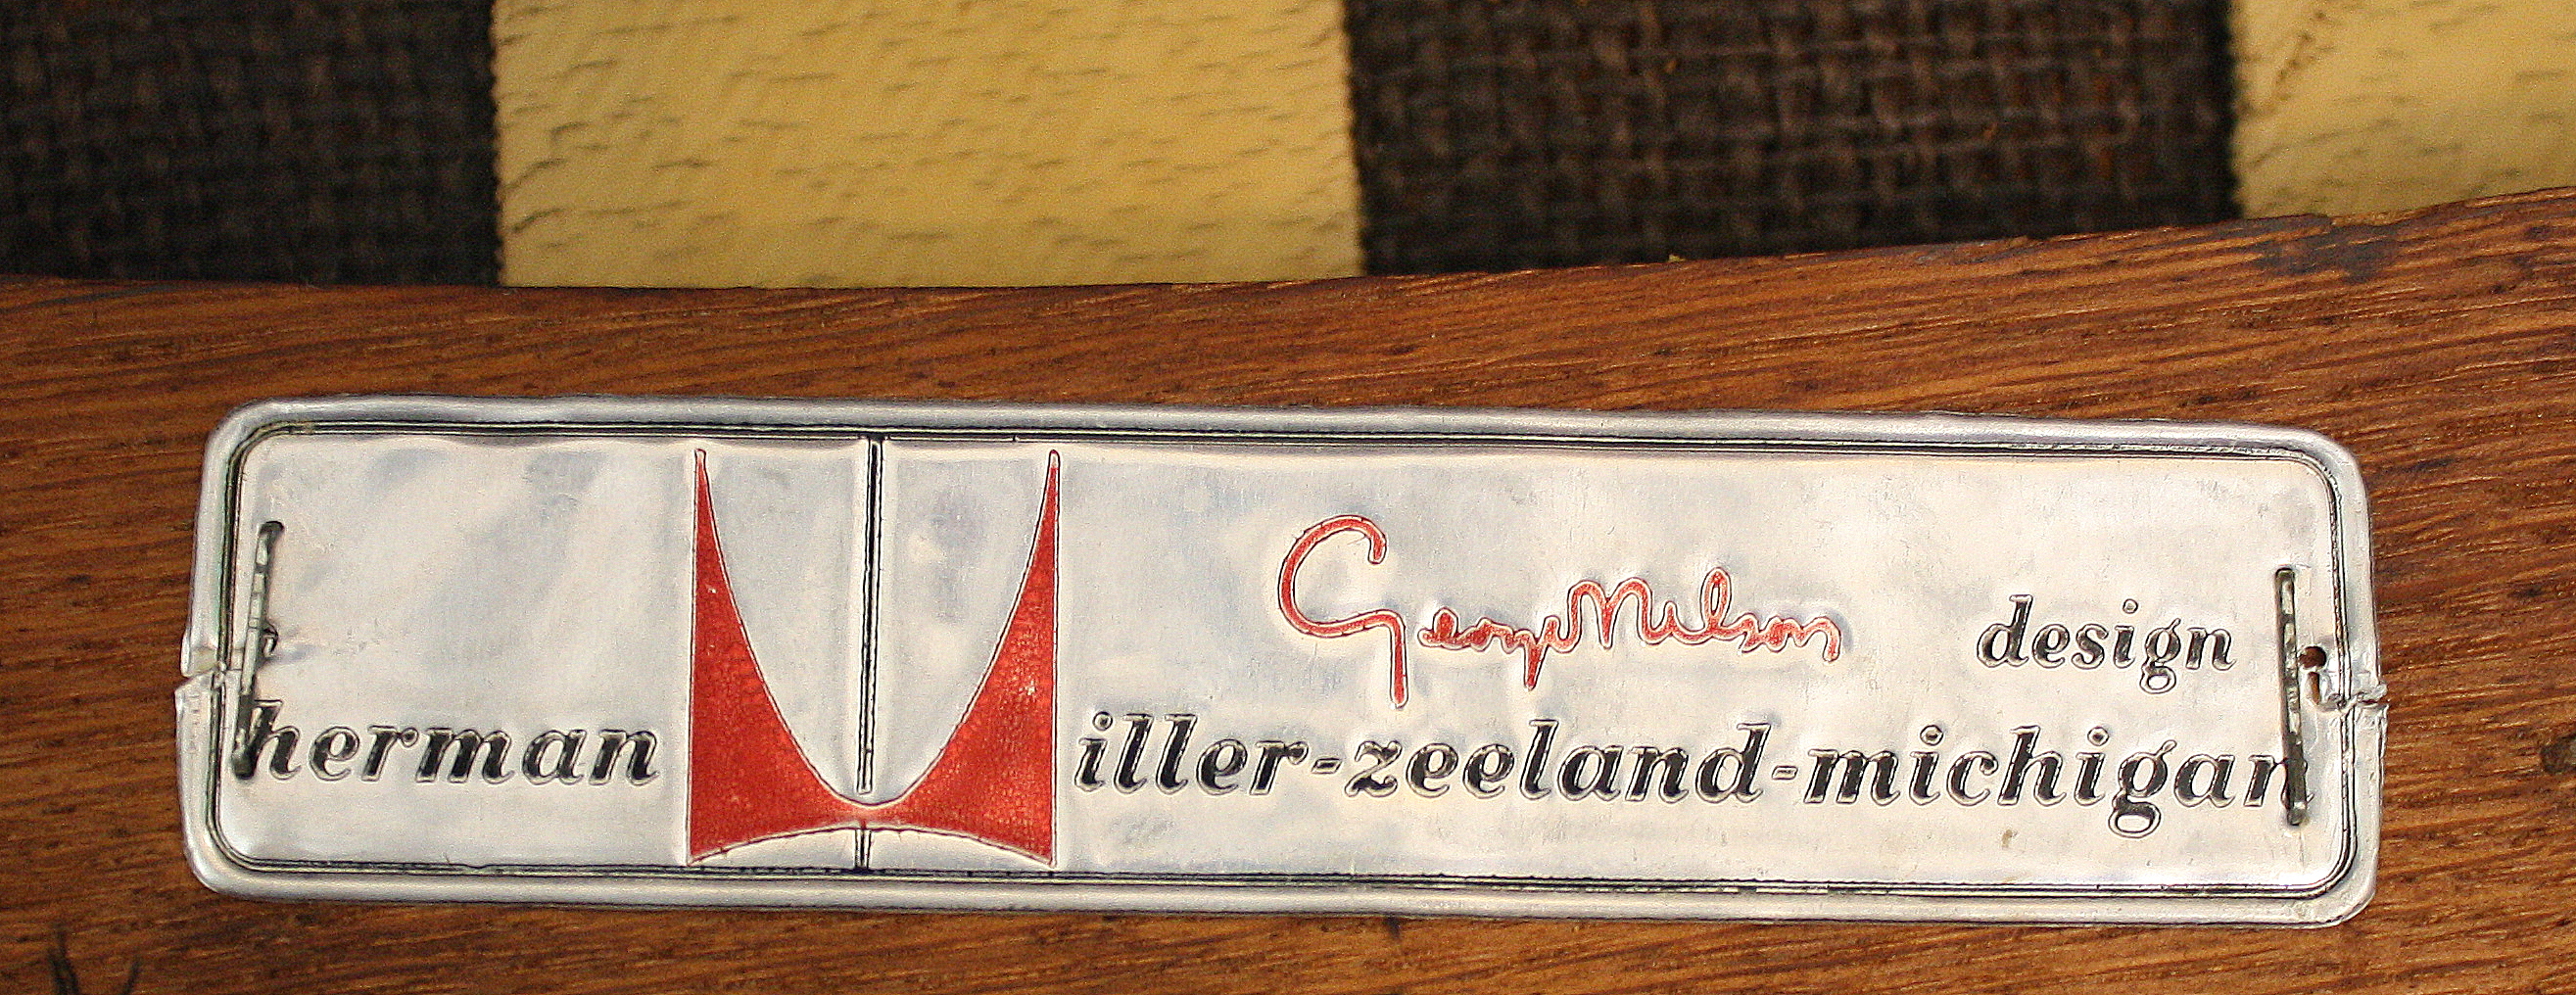 George Nelson design
herman miller-zeeland-michigan